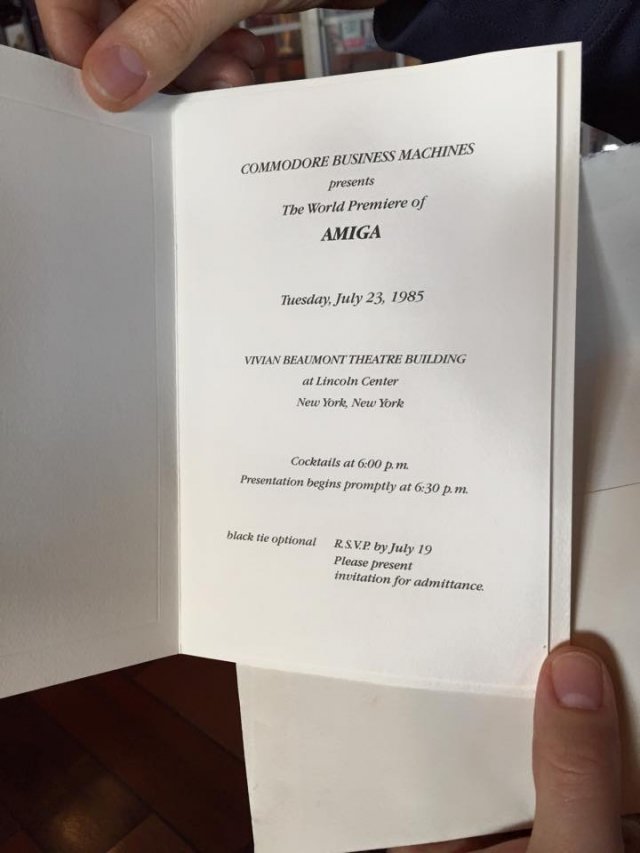 COMMODORE BUSINESS MACHINES
presents
The World Premiere of
AMIGA
Tuesday, July 23, 1985
VIVIAN BEAUMONT THEATRE BUILDING
at Lincoln Center
New York, New York
Cocktails at 6:00 p.m.
Presentation begins promptly at 6:30 p.m.
black tie optional
R.S.V.P. by July 19
Please present
invitation for admittance.